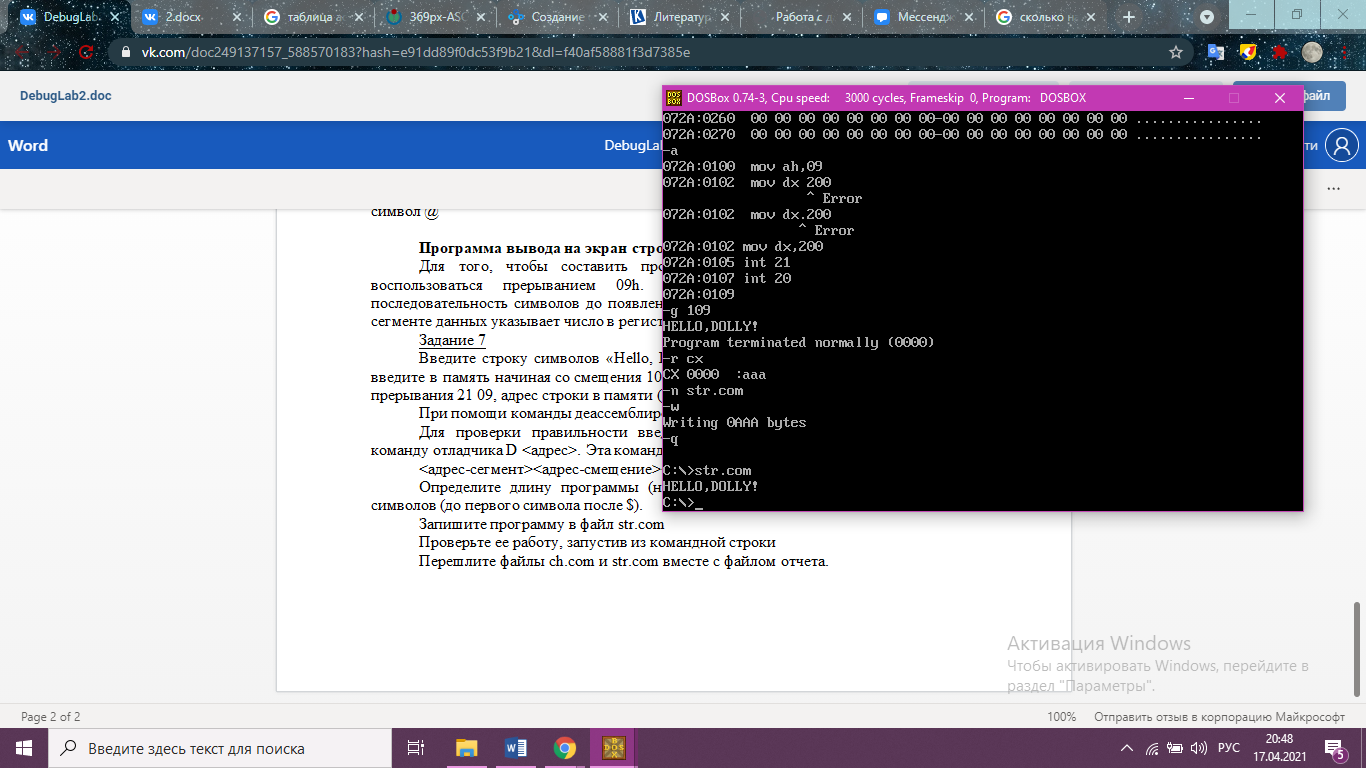 DebugLab
2.docx
таблица а
369px-ASC
Создание
Литератур
Работа с д
Мессендж
сколько н
vk.com/doc249137157_588570183?hash=e91dd89f0dc53f9b21&dl=f40af58881f3d7385e
DebugLab2.doc
файл
Word
DebugLab
ти
DOSBox 0.74-3, Cpu speed: 3000 cycles, Frameskip 0, Program: DOSBOX
072A:0260 00 00 00 00 00 00 00 00-00 00 00 00 00 00 00 00 ................
072A:0270 00 00 00 00 00 00 00 00-00 00 00 00 00 00 00 00 ................
-a
072A:0100 mov ah,09
072A:0102 mov dx 200
^ Error
072A:0102 mov dx.200
^ Error
072A:0102 mov dx,200
072A:0105 int 21
072A:0107 int 20
072A:0109
-g 109
HELLO,DOLLY!
Program terminated normally (0000)
-r cx
CX 0000 :aaa
-n str.com
-w
Writing 0AAA bytes
-q
C:\>str.com
HELLO,DOLLY!
C:\>_
символ @
Программа вывода на экран стро
Для того, чтобы составить про
воспользоваться прерыванием 09h.
последовательность символов до появлен
сегменте данных указывает число в регист
Задание 7
Введите строку символов «Hello,
введите в память начиная со смещения 10
прерывания 21 09, адрес строки в памяти (
При помощи команды деассемблир
Для проверки правильности вве
команду отладчика D <адрес>. Эта команд
<адрес-сегмент><адрес-смещение>
Определите длину программы (н
символов (до первого символа после $).
Запишите программу в файл str.com
Проверьте ее работу, запустив из командной строки
Перешлите файлы ch.com и str.com вместе с файлом отчета.
Активация Windows
Чтобы активировать Windows, перейдите в
раздел "Параметры".
Page 2 of 2
100%
Отправить отзыв в корпорацию Майкрософт
Введите здесь текст для поиска
РУС
20:48
17.04.2021
5